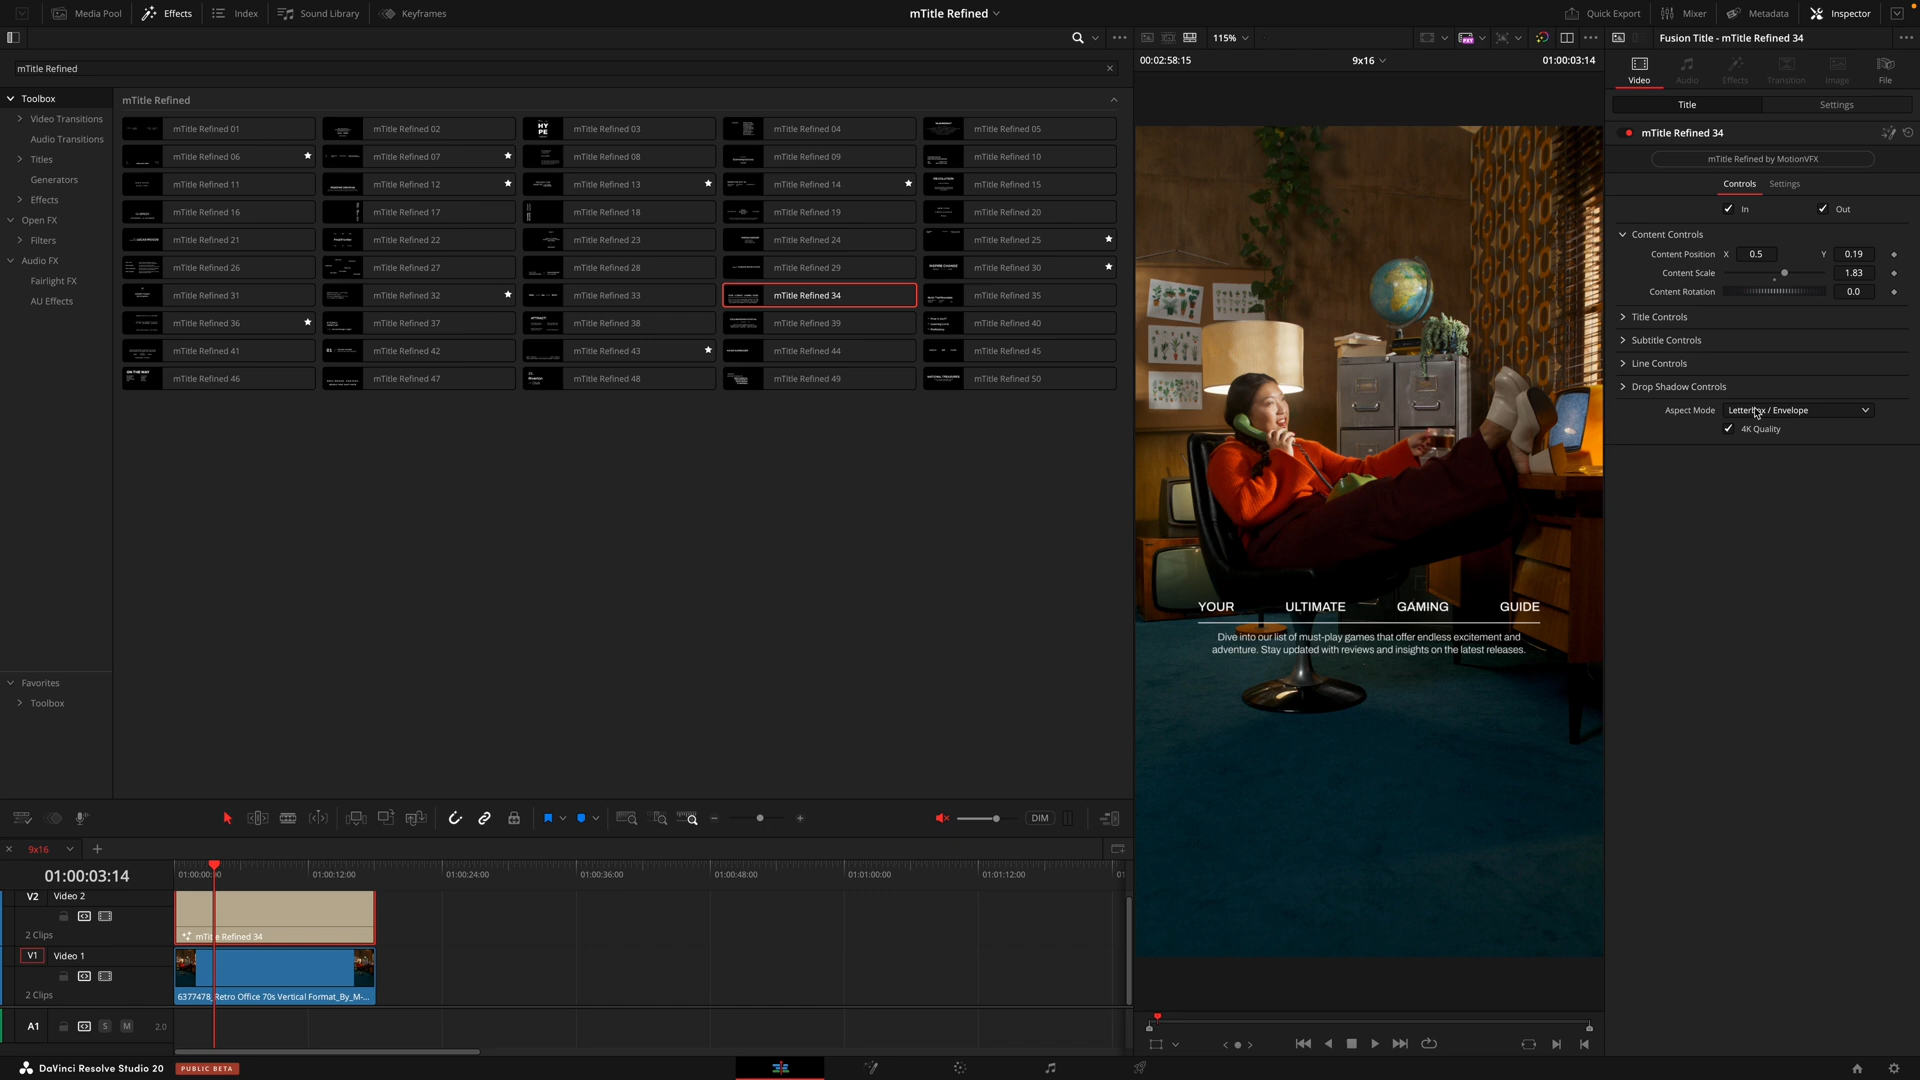 Media Pool
Effects
Index
Sound Library
Keyframes
mTitle Refined
Quick Export
Mixer
Metadata
Inspector
115%
Fusion Title - mTitle Refined 34
mTitle Refined
00:02:58:15
9x16
01:00:03:14
Video
Audio
Effects
Transition
Image
File
Toolbox
Video Transitions
Audio Transitions
Titles
Generators
Effects
Open FX
Filters
Audio FX
Fairlight FX
AU Effects
Favorites
Toolbox
mTitle Refined
mTitle Refined 01
mTitle Refined 02
HY
PE
mTitle Refined 03
mTitle Refined 04
mTitle Refined 05
mTitle Refined 06
mTitle Refined 07
mTitle Refined 08
mTitle Refined 09
mTitle Refined 10
mTitle Refined 11
mTitle Refined 12
mTitle Refined 13
mTitle Refined 14
mTitle Refined 15
mTitle Refined 16
mTitle Refined 17
mTitle Refined 18
mTitle Refined 19
mTitle Refined 20
mTitle Refined 21
mTitle Refined 22
mTitle Refined 23
mTitle Refined 24
mTitle Refined 25
mTitle Refined 26
mTitle Refined 27
mTitle Refined 28
mTitle Refined 29
mTitle Refined 30
mTitle Refined 31
mTitle Refined 32
mTitle Refined 33
mTitle Refined 34
mTitle Refined 35
mTitle Refined 36
mTitle Refined 37
mTitle Refined 38
mTitle Refined 39
mTitle Refined 40
mTitle Refined 41
mTitle Refined 42
mTitle Refined 43
mTitle Refined 44
mTitle Refined 45
ON THE WAY
mTitle Refined 46
mTitle Refined 47
mTitle Refined 48
mTitle Refined 49
mTitle Refined 50
YOUR ULTIMATE GAMING GUIDE
Dive into our list of must-play games that offer endless excitement and
adventure. Stay updated with reviews and insights on the latest releases.
Title
Settings
mTitle Refined 34
mTitle Refined by MotionVFX
Controls
Settings
In
Out
Content Controls
Content Position X 0.5 Y 0.19
Content Scale 1.83
Content Rotation 0.0
Title Controls
Subtitle Controls
Line Controls
Drop Shadow Controls
Aspect Mode Letterbox / Envelope
4K Quality
DIM
9x16
01:00:03:14
01:00:00:00
01:00:12:00
01:00:24:00
01:00:36:00
01:00:48:00
01:01:00:00
01:01:12:00
V2 Video 2
2 Clips
mTitle Refined 34
V1 Video 1
2 Clips
6377478_Retro Office 70s Vertical Format_By_M-...
A1 S M 2.0
DaVinci Resolve Studio 20
PUBLIC BETA